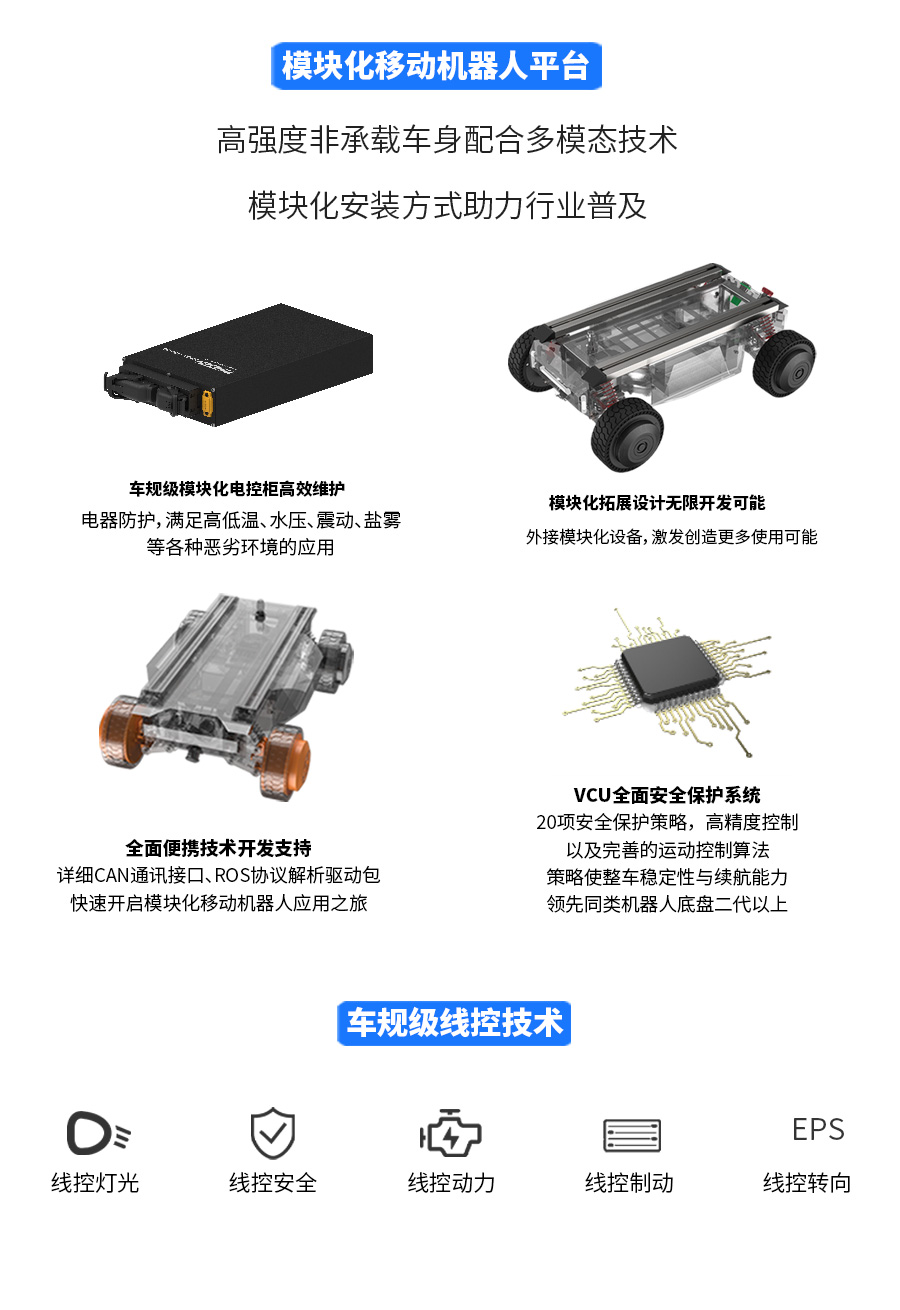 模块化移动机器人平台
高强度非承载车身配合多模态技术
模块化安装方式助力行业普及
车规级模块化电控柜高效维护
电器防护，满足高低温、水压、震动、盐雾
等各种恶劣环境的应用
模块化拓展设计无限开发可能
外接模块化设备，激发创造更多使用可能
全面便携技术开发支持
详细CAN通讯接口、ROS协议解析驱动包
快速开启模块化移动机器人应用之旅
VCU全面安全保护系统
20项安全保护策略，高精度控制
以及完善的运动控制算法
策略使整车稳定性与续航能力
领先同类机器人底盘二代以上
车规级线控技术
EPS
线控灯光
线控安全
线控动力
线控制动
线控转向